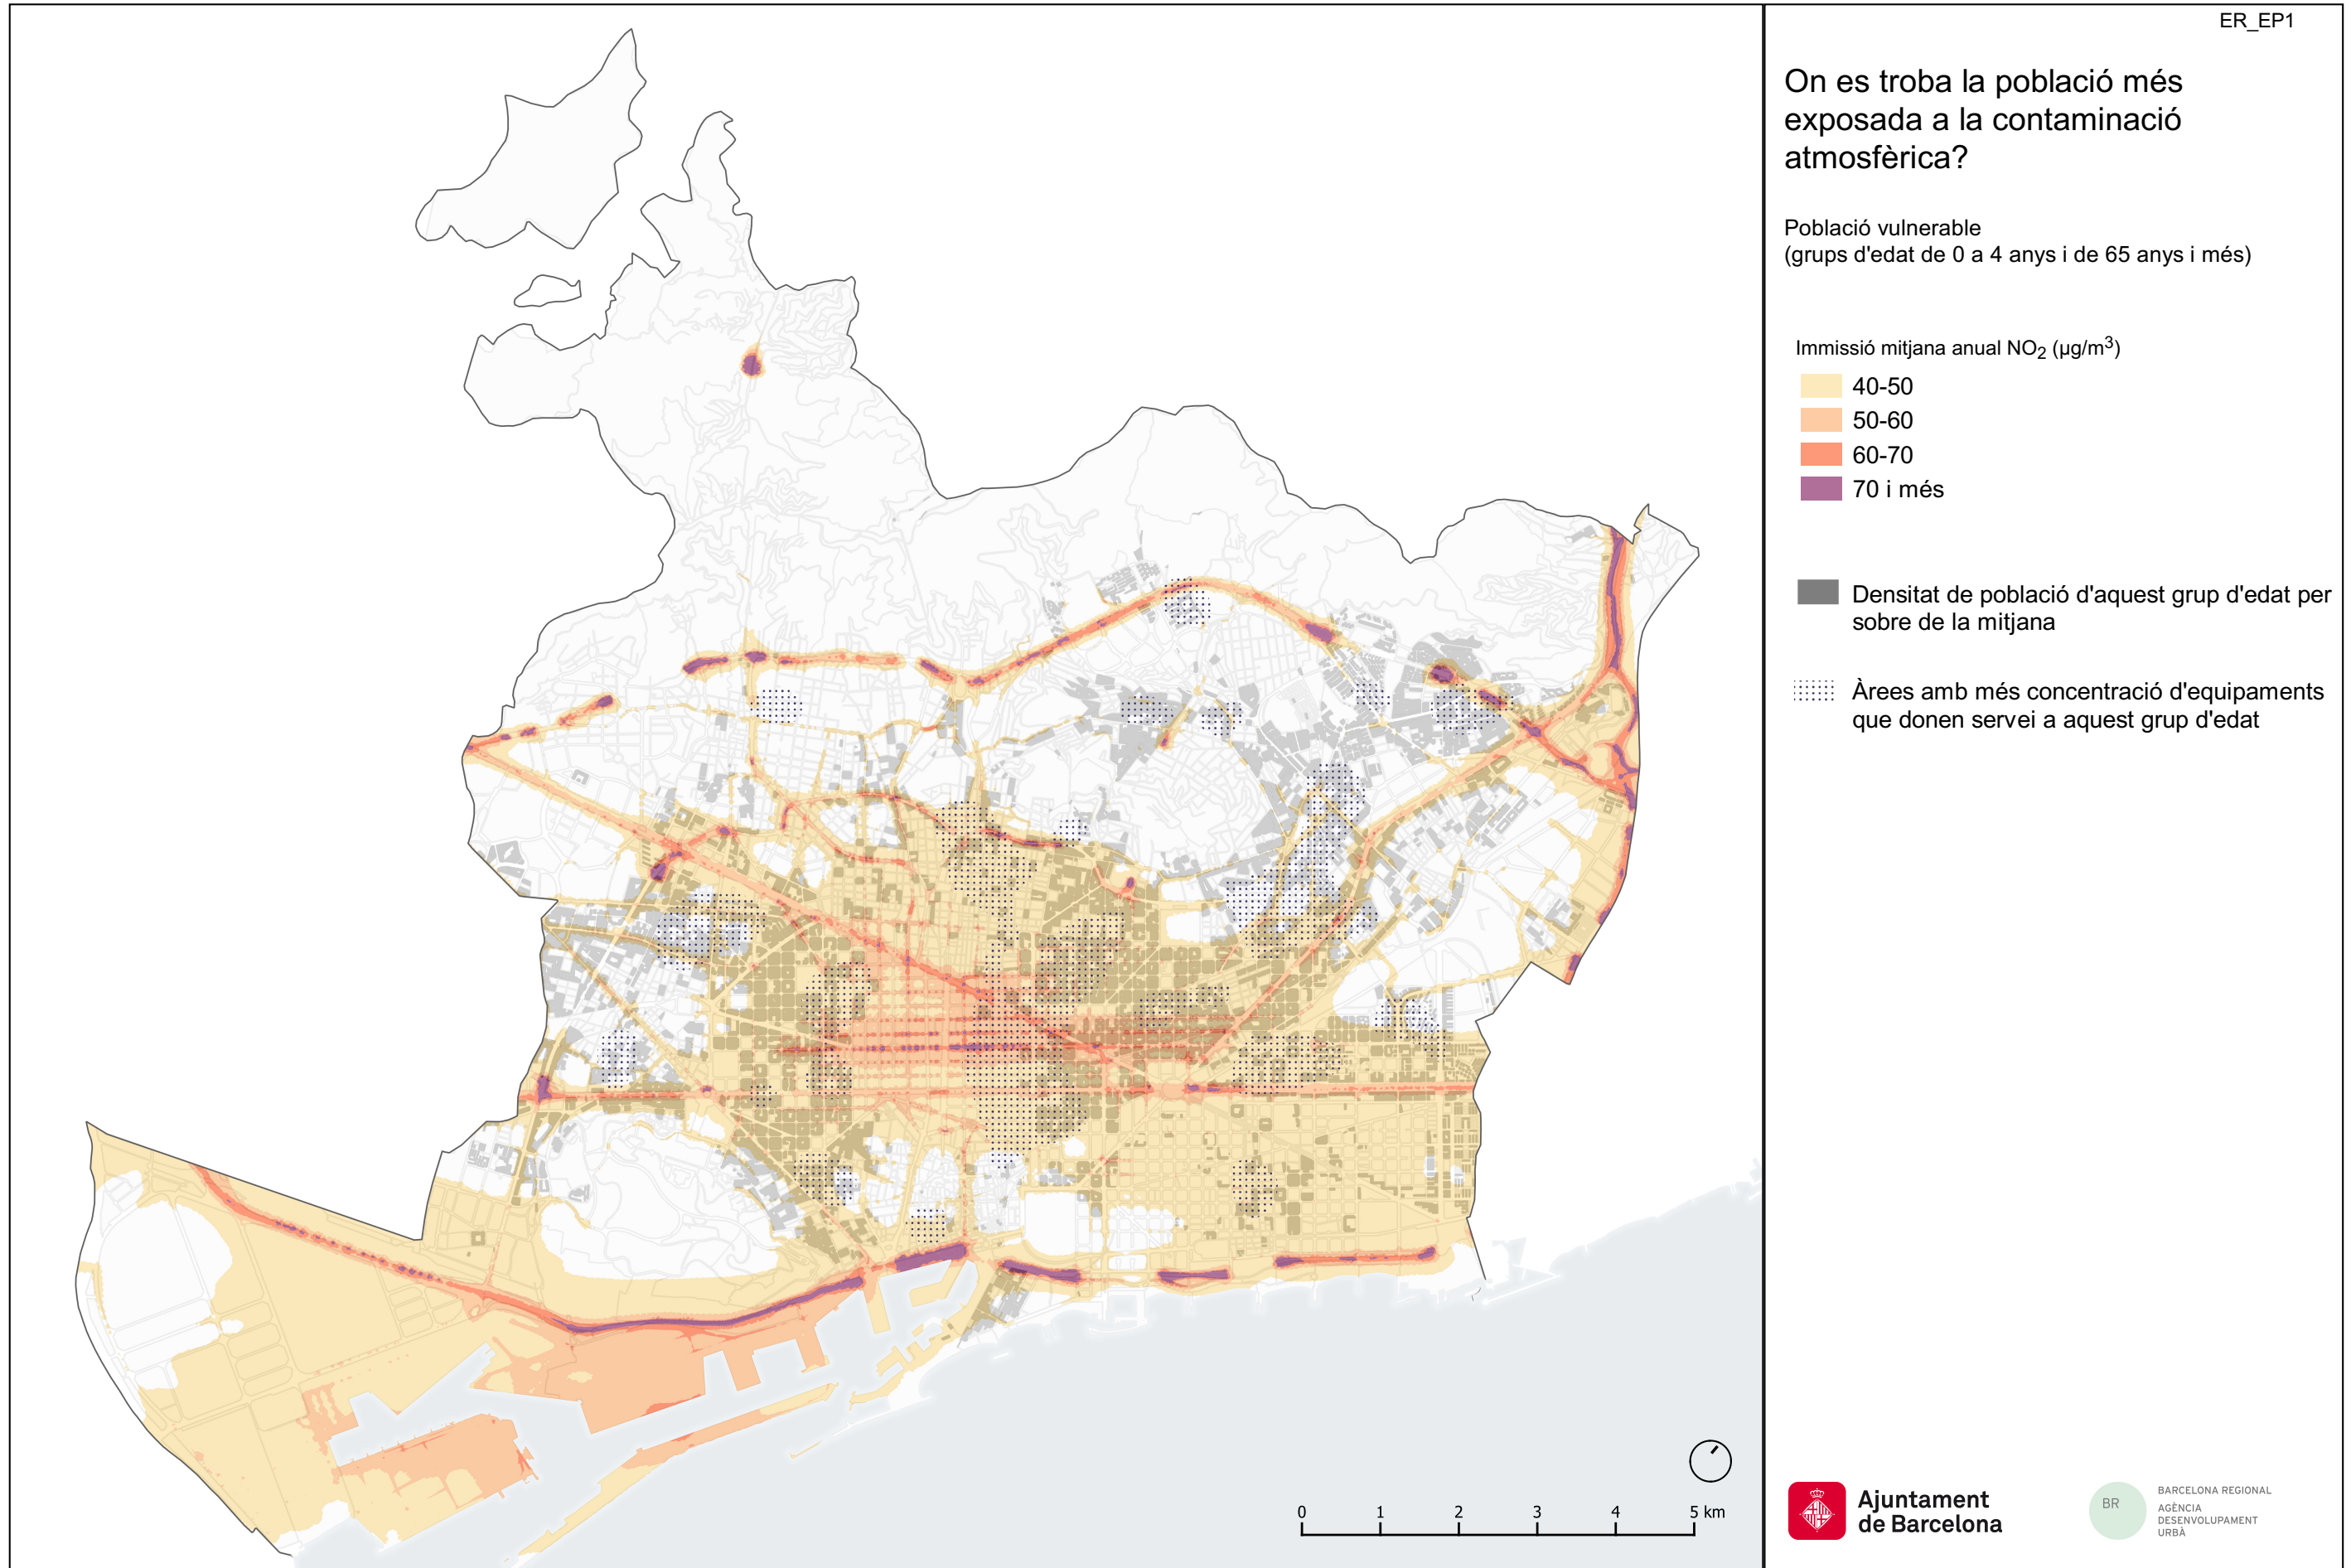 ER_EP1
On es troba la població més
exposada a la contaminació
atmosfèrica?
Població vulnerable
(grups d'edat de 0 a 4 anys i de 65 anys i més)
Immissió mitjana anual NO2 (µg/m3)
40-50
50-60
60-70
70 i més
Densitat de població d'aquest grup d'edat per
sobre de la mitjana
Àrees amb més concentració d'equipaments
que donen servei a aquest grup d'edat
0 1 2 3 4 5 km
Ajuntament
de Barcelona
BR
BARCELONA REGIONAL
AGÈNCIA
DESENVOLUPAMENT
URBÀ